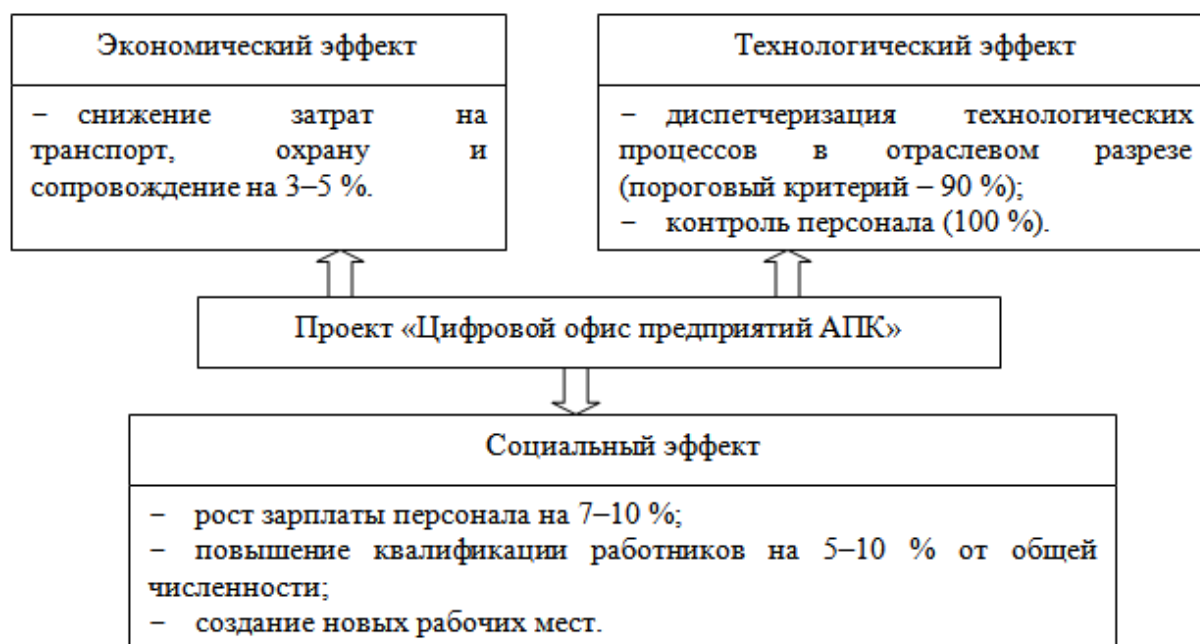 Экономический эффект
− снижение затрат на
транспорт, охрану и
сопровождение на 3–5 %.
Технологический эффект
− диспетчеризация технологических
процессов в отраслевом разрезе
(пороговый критерий – 90 %);
− контроль персонала (100 %).
Проект «Цифровой офис предприятий АПК»
Социальный эффект
− рост зарплаты персонала на 7–10 %;
− повышение квалификации работников на 5–10 % от общей
численности;
− создание новых рабочих мест.